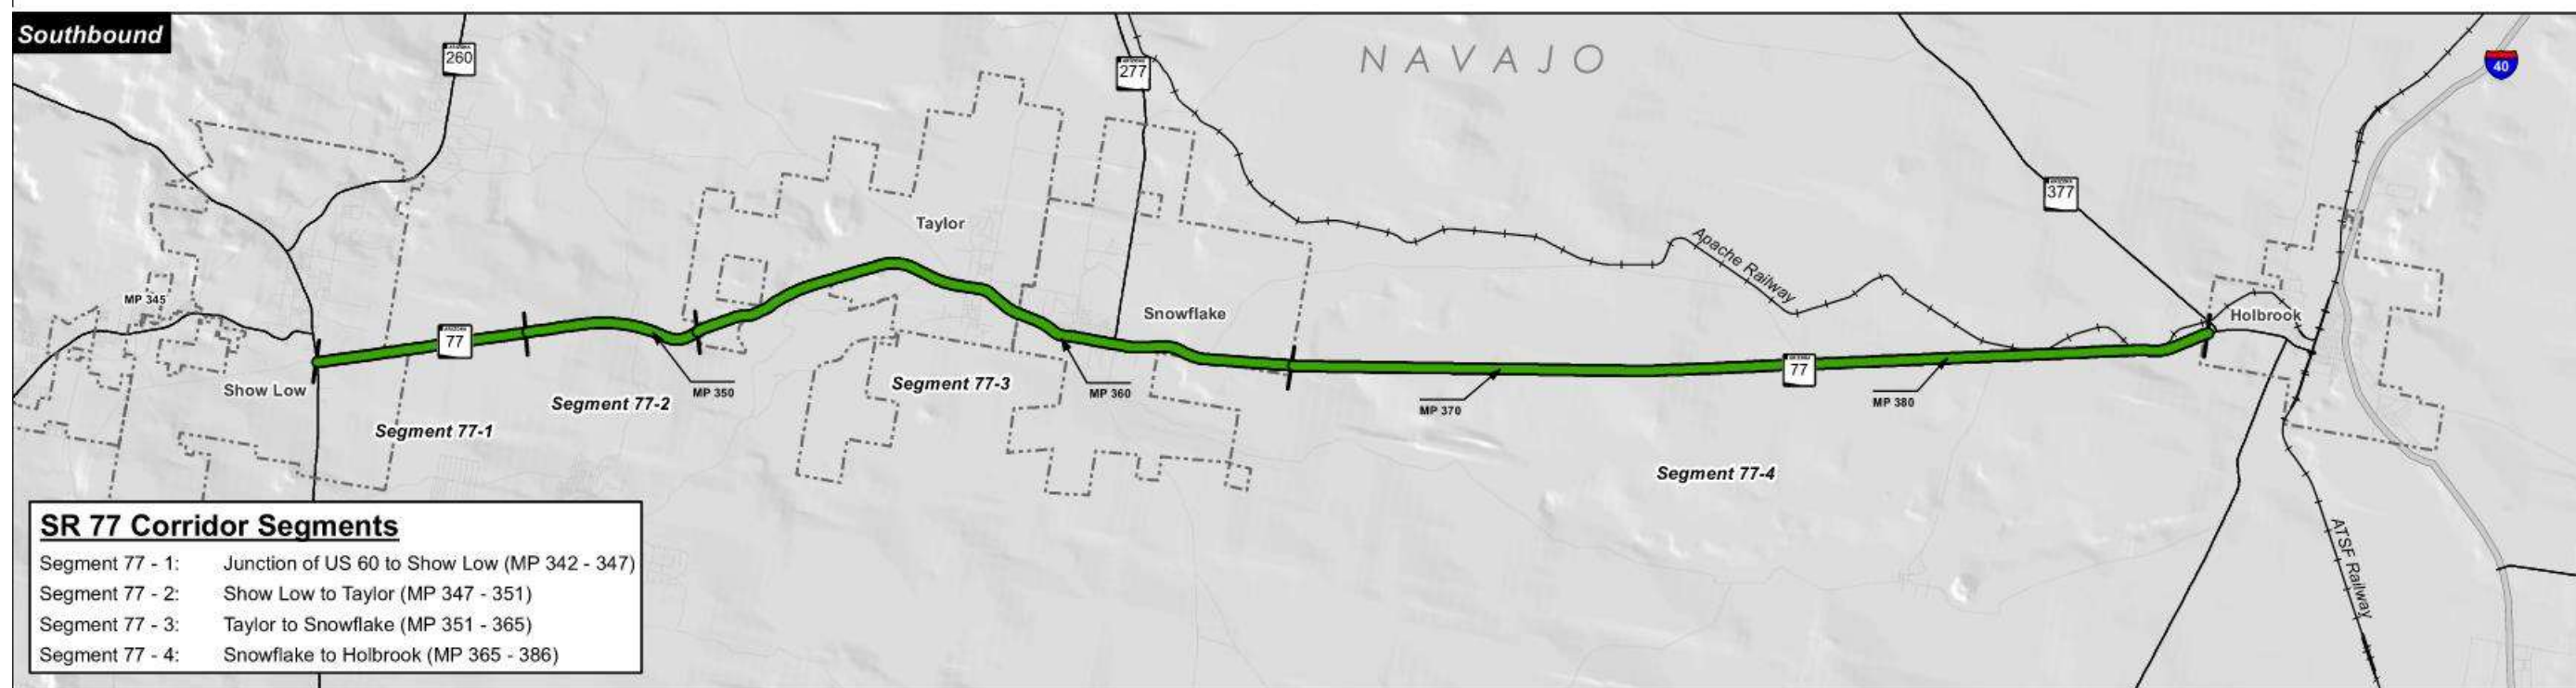 Southbound
260
277
NAVAJO
40
377
Taylor
Apache Railway
MP 345
Snowflake
Holbrook
77
77
Show Low
Segment 77-1
Segment 77-2
MP 350
Segment 77-3
MP 360
MP 370
MP 380
Segment 77-4
ATSF Railway
SR 77 Corridor Segments
Segment 77 - 1: Junction of US 60 to Show Low (MP 342 - 347)
Segment 77 - 2: Show Low to Taylor (MP 347 - 351)
Segment 77 - 3: Taylor to Snowflake (MP 351 - 365)
Segment 77 - 4: Snowflake to Holbrook (MP 365 - 386)